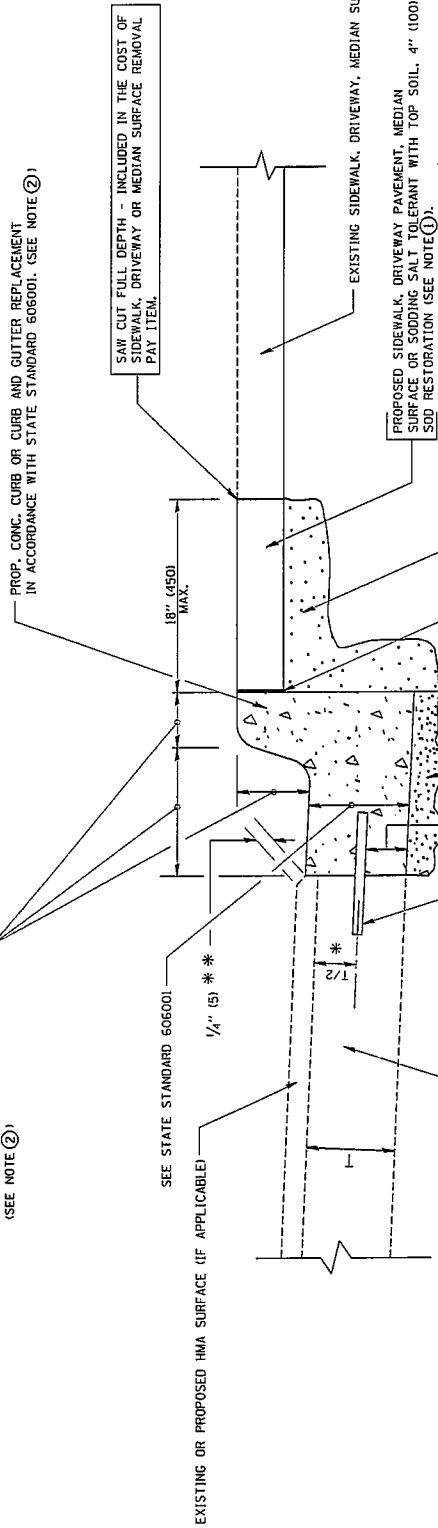 (SEE NOTE ②)
PROP. CONC. CURB OR CURB AND GUTTER REPLACEMENT
IN ACCORDANCE WITH STATE STANDARD 606001. (SEE NOTE ②)
SAW CUT FULL DEPTH - INCLUDED IN THE COST OF
SIDEWALK, DRIVEWAY OR MEDIAN SURFACE REMOVAL
PAY ITEM.
SEE STATE STANDARD 606001
18" (450)
MAX.
1/4" (5) * *
EXISTING OR PROPOSED HMA SURFACE (IF APPLICABLE)
T
T/2
*
EXISTING SIDEWALK, DRIVEWAY, MEDIAN
PROPOSED SIDEWALK, DRIVEWAY PAVEMENT, MEDIAN
SURFACE OR SODDING SALT TOLERANT WITH TOP SOIL, 4" (100)
SOD RESTORATION (SEE NOTE ①).